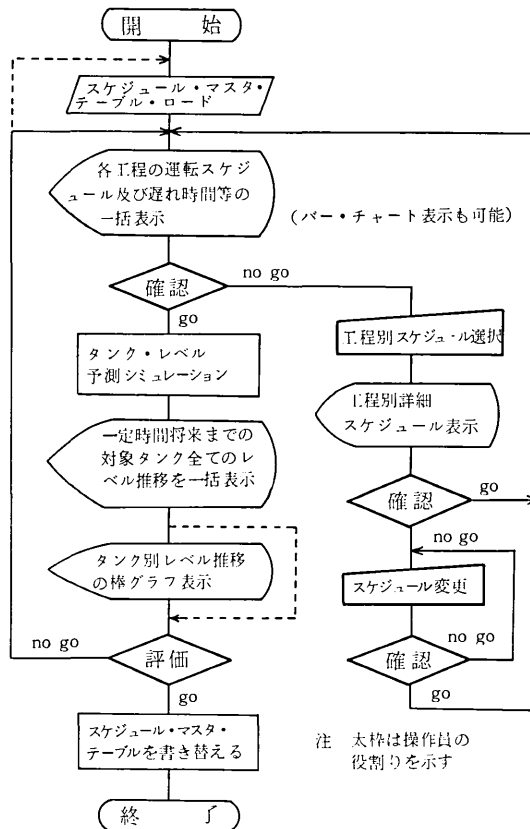 開始
スケジュール・マスタ・
テーブル・ロード
各工程の運転スケジ
ュール及び遅れ時間等の
一括表示
(バー・チャート表示も可能)
確認
no go
go
タンク・レベル
予測シミュレーション
一定時間将来までの
対象タンク全てのレ
ベル推移を一括表示
タンク別レベル推移
の棒グラフ表示
評価
no go
go
スケジュール・マスタ・
テーブルを書き替える
終了
工程別スケジュール選択
工程別詳細
スケジュール表示
確認
go
no go
スケジュール変更
確認
no go
go
注 太枠は操作員の
役割りを示す